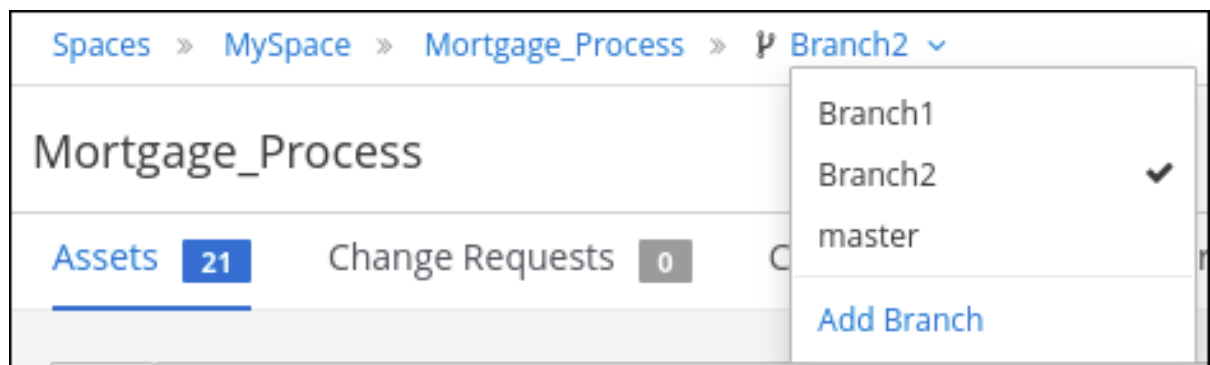 Spaces » MySpace » Mortgage_Process » Branch2
Branch1
Mortgage_Process
Branch2
master
Assets 21 Change Requests 0
Add Branch